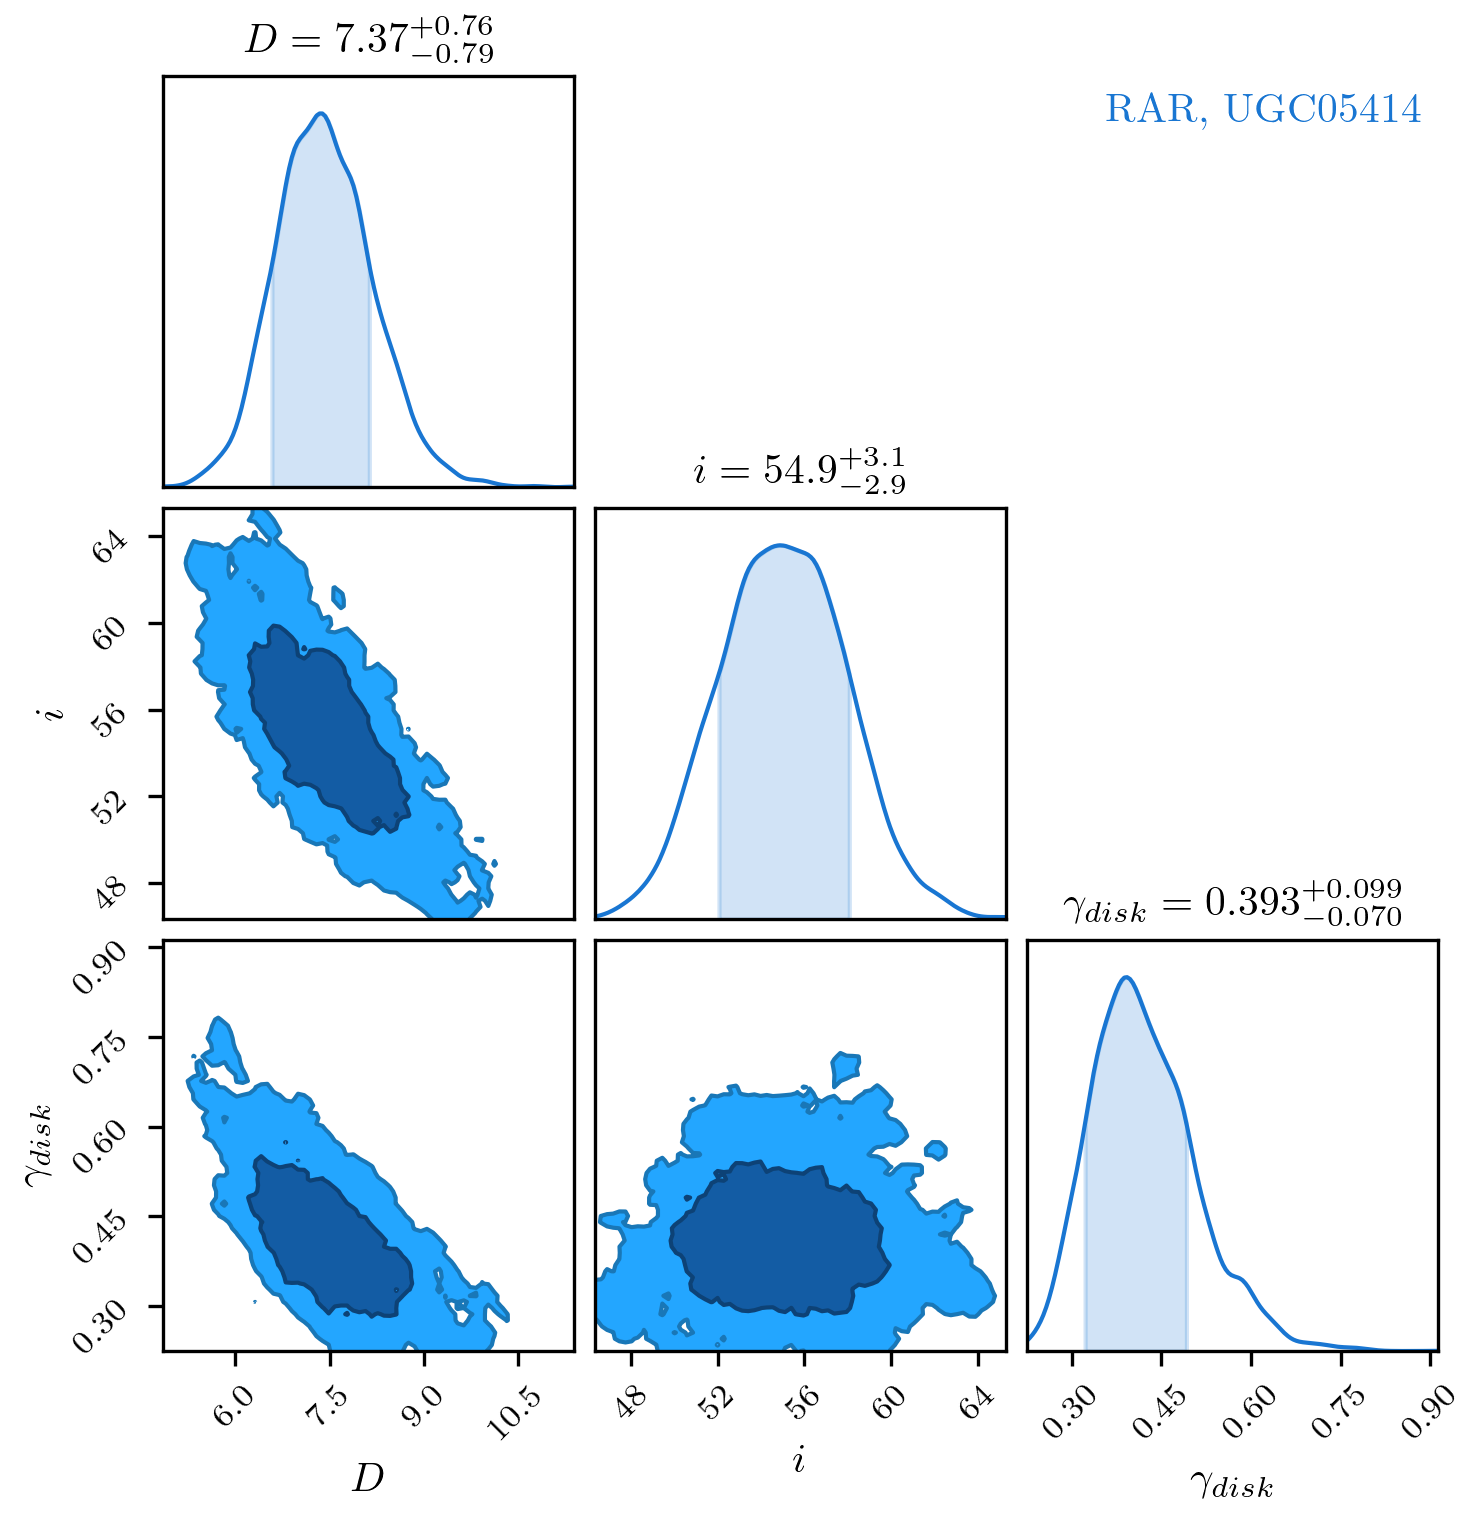 D = 7.37^{+0.76}_{-0.79}
RAR, UGC05414
i = 54.9^{+3.1}_{-2.9}
64
60
56
52
48
i
γ_{disk} = 0.393^{+0.099}_{-0.070}
0.90
0.75
0.60
0.45
0.30
γ_{disk}
6.0 7.5 9.0 10.5
48 52 56 60 64
0.30 0.45 0.60 0.75 0.90
D
i
γ_{disk}